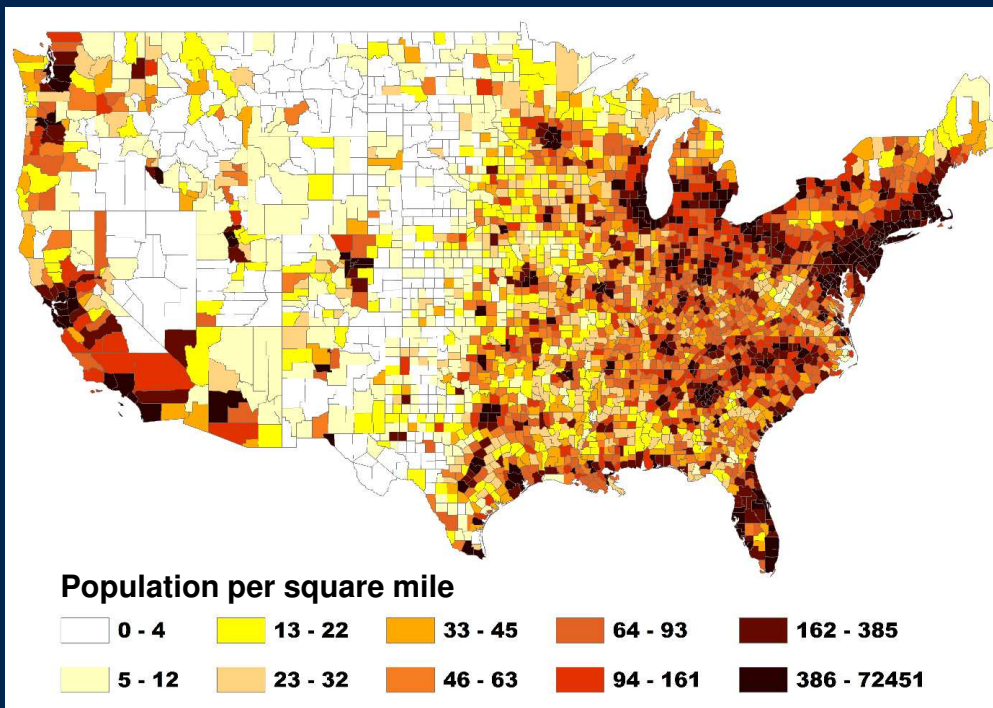 Population per square mile
0 - 4 13 - 22 33 - 45 64 - 93 162 - 385
5 - 12 23 - 32 46 - 63 94 - 161 386 - 72451